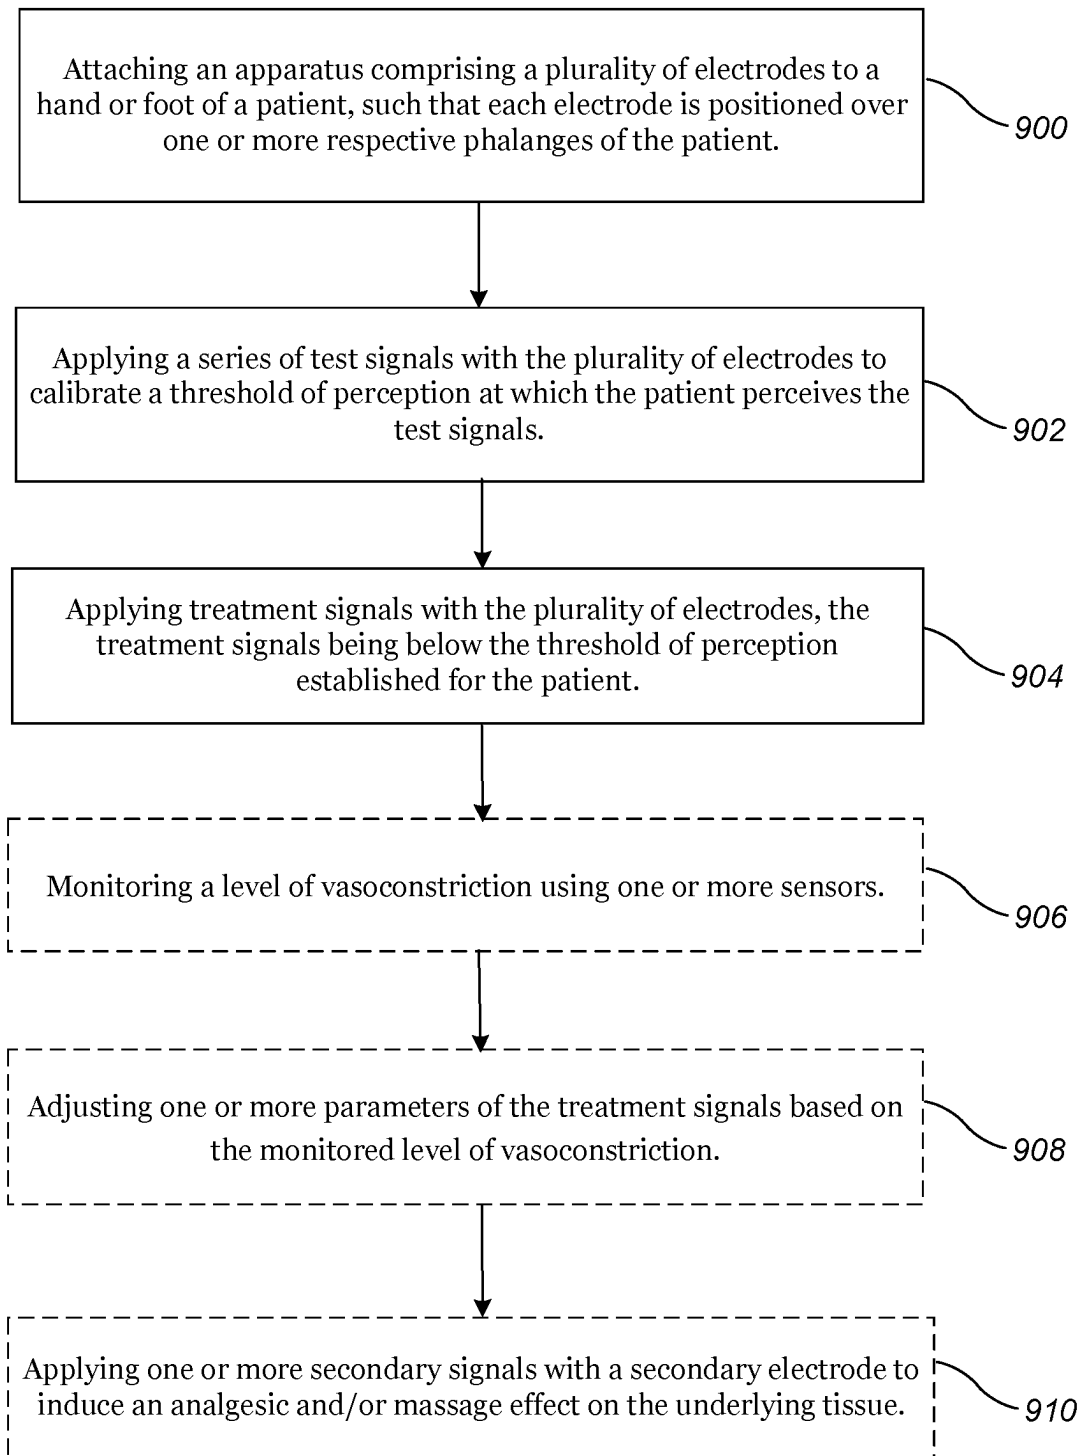 Attaching an apparatus comprising a plurality of electrodes to a
hand or foot of a patient, such that each electrode is positioned over
one or more respective phalanges of the patient.
900
Applying a series of test signals with the plurality of electrodes to
calibrate a threshold of perception at which the patient perceives the
test signals.
902
Applying treatment signals with the plurality of electrodes, the
treatment signals being below the threshold of perception
established for the patient.
904
Monitoring a level of vasoconstriction using one or more sensors.
906
Adjusting one or more parameters of the treatment signals based on
the monitored level of vasoconstriction.
908
Applying one or more secondary signals with a secondary electrode to
induce an analgesic and/or massage effect on the underlying tissue.
910